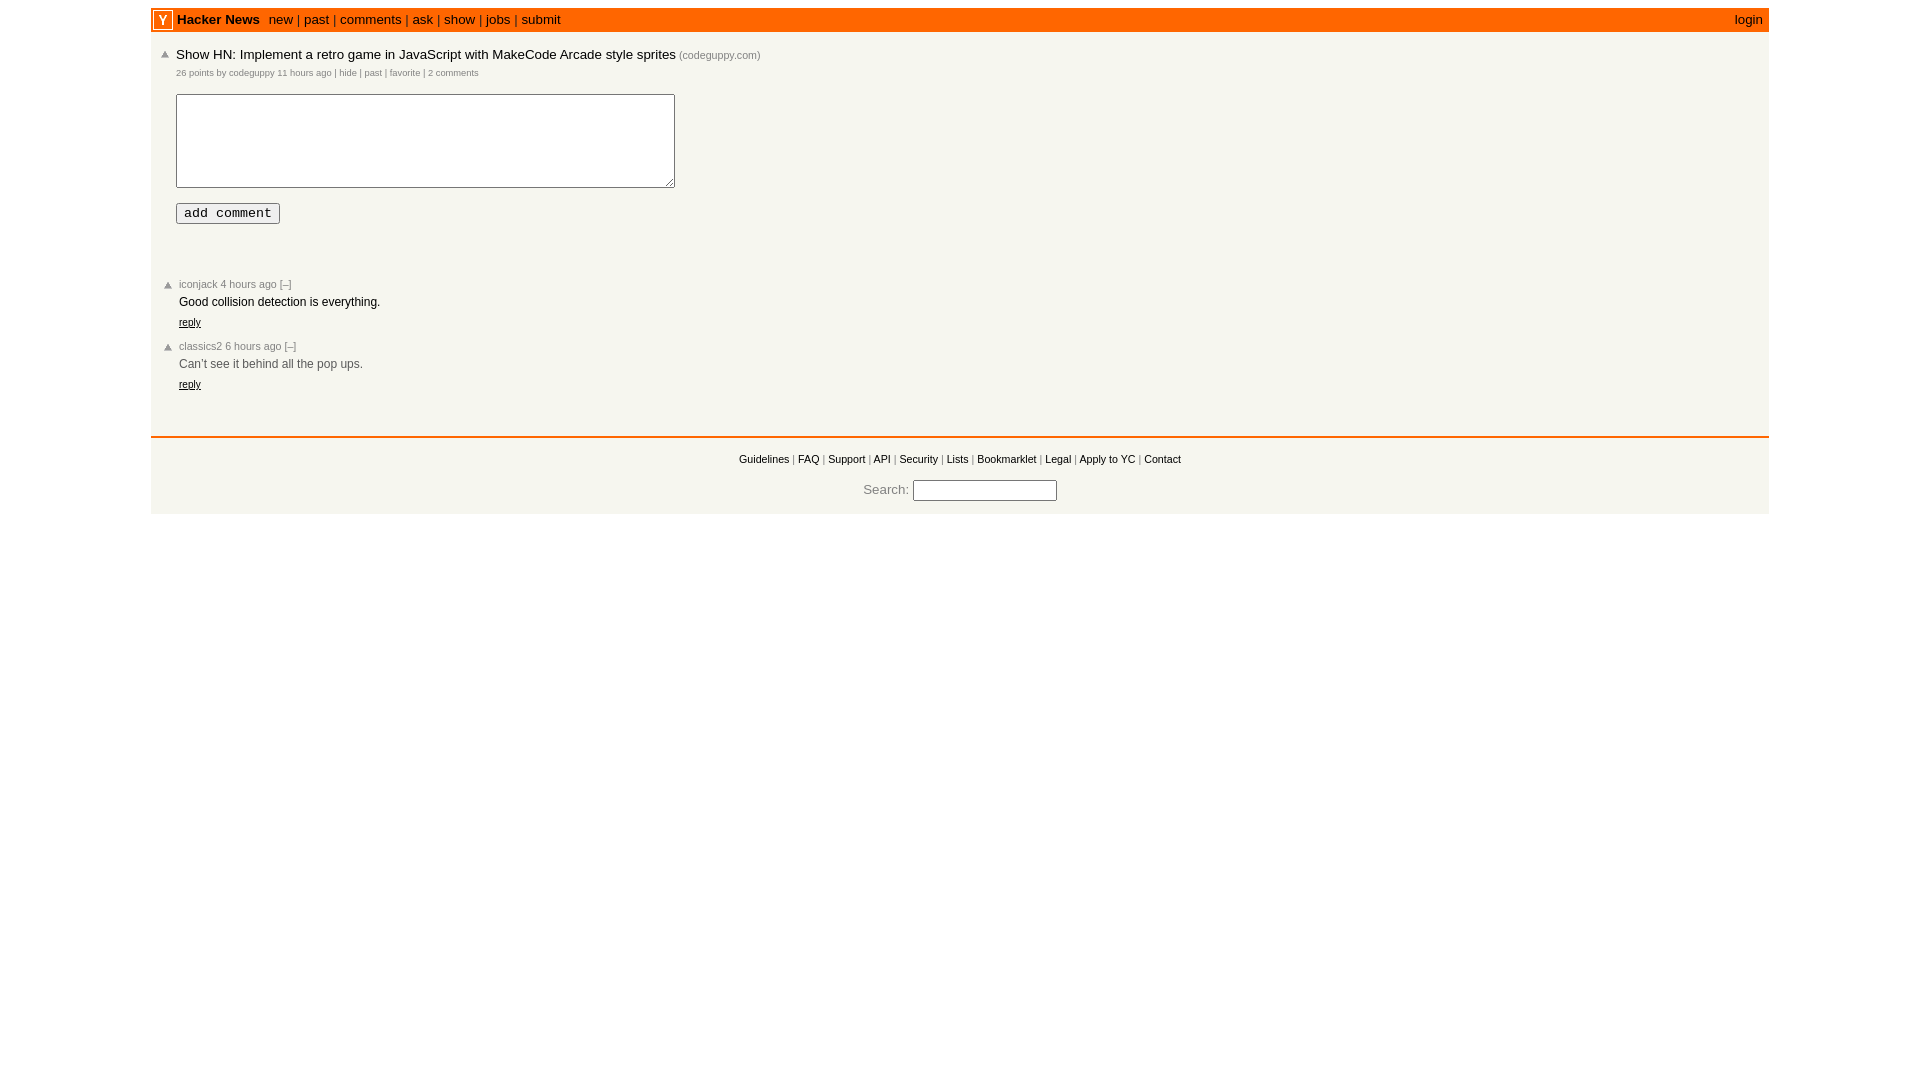 Y Hacker News new | past | comments | ask | show | jobs | submit login
Show HN: Implement a retro game in JavaScript with MakeCode Arcade style sprites (codeguppy.com)
26 points by codeguppy 11 hours ago | hide | past | favorite | 2 comments
add comment
iconjack 4 hours ago [–]
Good collision detection is everything.
reply
classics2 6 hours ago [–]
Can’t see it behind all the pop ups.
reply
Guidelines | FAQ | Support | API | Security | Lists | Bookmarklet | Legal | Apply to YC | Contact
Search: